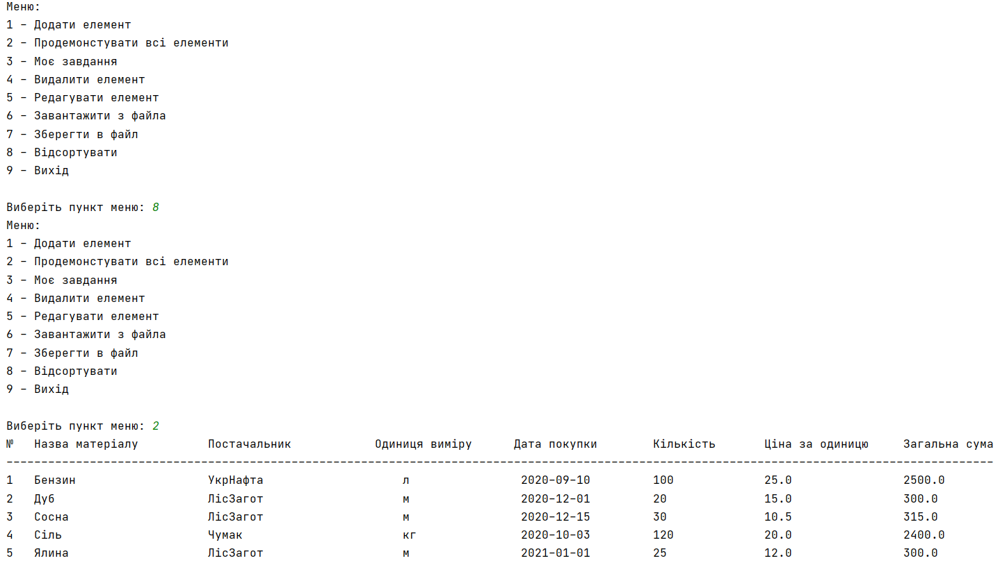 Меню:
1 - Додати елемент
2 - Продемонстувати всі елементи
3 - Моє завдання
4 - Видалити елемент
5 - Редагувати елемент
6 - Завантажити з файла
7 - Зберегти в файл
8 - Відсортувати
9 - Вихід
Виберіть пункт меню: 8
Меню:
1 - Додати елемент
2 - Продемонстувати всі елементи
3 - Моє завдання
4 - Видалити елемент
5 - Редагувати елемент
6 - Завантажити з файла
7 - Зберегти в файл
8 - Відсортувати
9 - Вихід
Виберіть пункт меню: 2
№ Назва матеріалу Постачальник Одиниця виміру Дата покупки Кількість Ціна за одиницю Загальна сума
----------------------------------------------------------------------------------------------------------------------------------------------
1 Бензин УкрНафта л 2020-09-10 100 25.0 2500.0
2 Дуб ЛісЗагот м 2020-12-01 20 15.0 300.0
3 Сосна ЛісЗагот м 2020-12-15 30 10.5 315.0
4 Сіль Чумак кг 2020-10-03 120 20.0 2400.0
5 Ялина ЛісЗагот м 2021-01-01 25 12.0 300.0